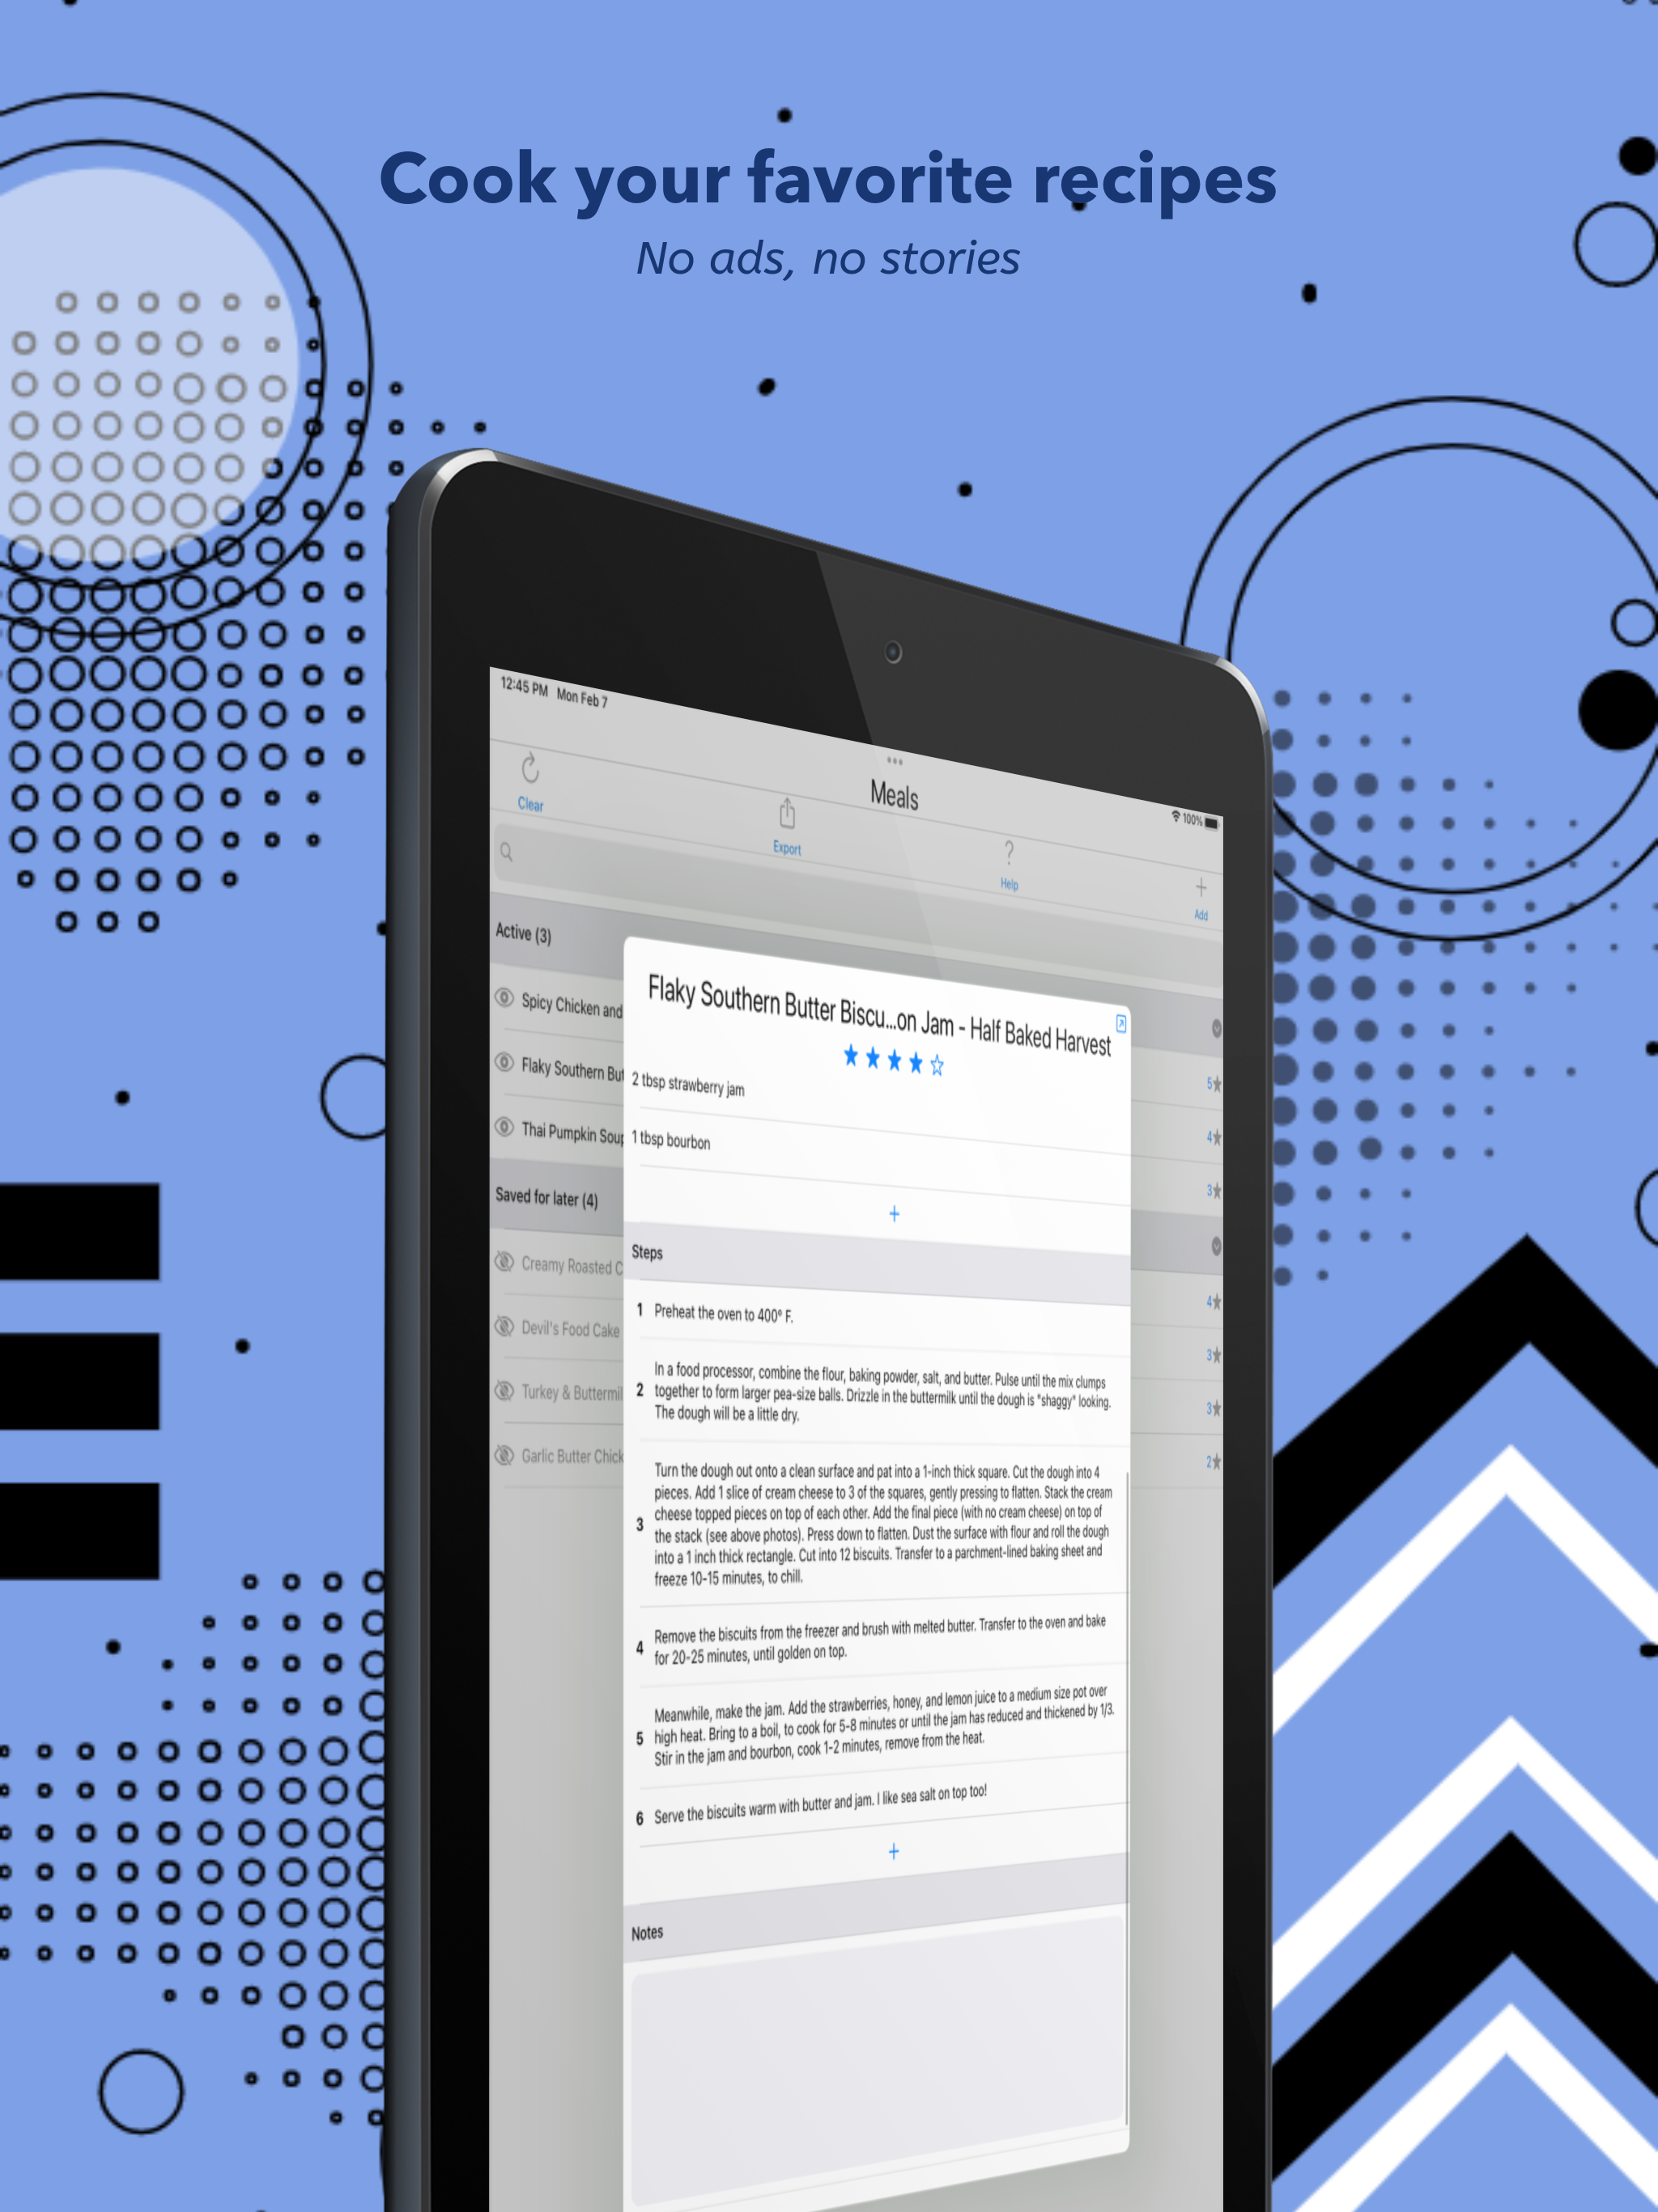 Cook your favorite recipes
No ads, no stories
12:45 PM Mon Feb 7
100%
Meals
Clear
Export
Help
Add
Active (3)
Spicy Chicken and
5★
Flaky Southern But
4★
Thai Pumpkin Soup
3★
Saved for later (4)
Creamy Roasted C
4★
Devil's Food Cake
3★
Turkey & Buttermil
3★
Garlic Butter Chick
2★
Flaky Southern Butter Biscu...on Jam - Half Baked Harvest
2 tbsp strawberry jam
1 tbsp bourbon
+
Steps
1 Preheat the oven to 400° F.
2 In a food processor, combine the flour, baking powder, salt, and butter. Pulse until the mix clumps
together to form larger pea-size balls. Drizzle in the buttermilk until the dough is "shaggy" looking.
The dough will be a little dry.
3 Turn the dough out onto a clean surface and pat into a 1-inch thick square. Cut the dough into 4
pieces. Add 1 slice of cream cheese to 3 of the squares, gently pressing to flatten. Stack the cream
cheese topped pieces on top of each other. Add the final piece (with no cream cheese) on top of
the stack (see above photos). Press down to flatten. Dust the surface with flour and roll the dough
into a 1 inch thick rectangle. Cut into 12 biscuits. Transfer to a parchment-lined baking sheet and
freeze 10-15 minutes, to chill.
4 Remove the biscuits from the freezer and brush with melted butter. Transfer to the oven and bake
for 20-25 minutes, until golden on top.
5 Meanwhile, make the jam. Add the strawberries, honey, and lemon juice to a medium size pot over
high heat. Bring to a boil, to cook for 5-8 minutes or until the jam has reduced and thickened by 1/3.
Stir in the jam and bourbon, cook 1-2 minutes, remove from the heat.
6 Serve the biscuits warm with butter and jam. I like sea salt on top too!
+
Notes